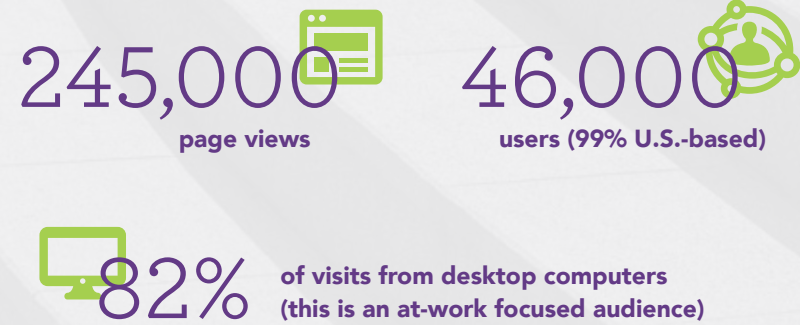 245,000
page views
46,000
users (99% U.S.-based)
82%
of visits from desktop computers
(this is an at-work focused audience)